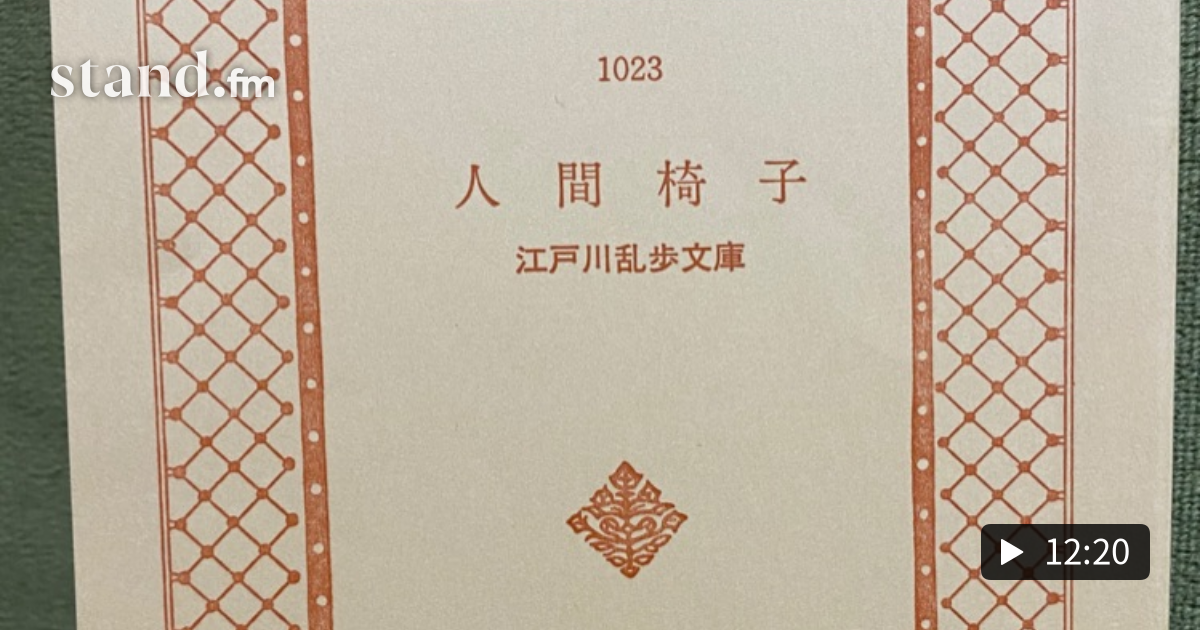 stand.fm
1023
人間椅子
江戸川乱歩文庫
12:20